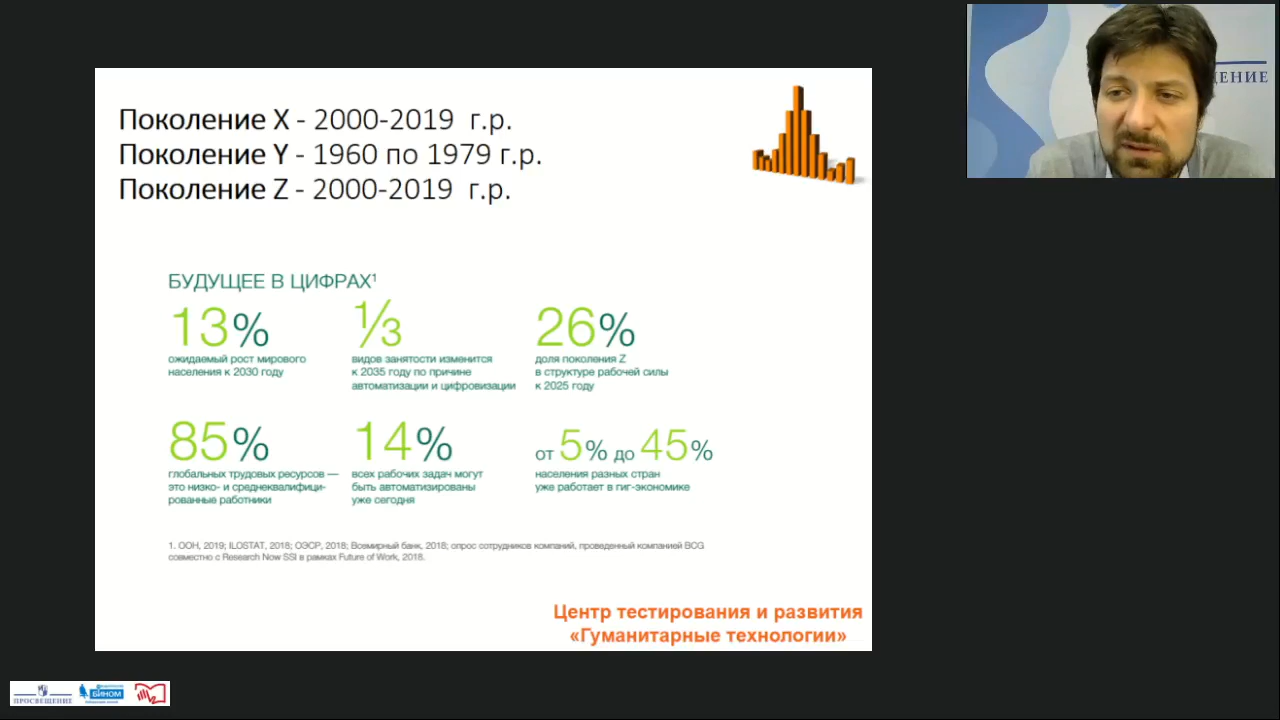 Поколение X - 2000-2019 г.р.
Поколение Y - 1960 по 1979 г.р.
Поколение Z - 2000-2019 г.р.
БУДУЩЕЕ В ЦИФРАХ¹
13%
ожидаемый рост мирового
населения к 2030 году
⅓
видов занятости изменится
к 2035 году по причине
автоматизации и цифровизации
26%
доля поколения Z
в структуре рабочей силы
к 2025 году
85%
глобальных трудовых ресурсов —
это низко- и среднеквалифици-
рованные работники
14%
всех рабочих задач могут
быть автоматизированы
уже сегодня
от 5% до 45%
населения разных стран
уже работает в гиг-экономике
1. ООН, 2019; ILOSTAT, 2018; ОЭСР, 2018; Всемирный банк, 2018; опрос сотрудников компаний, проведенный компанией BCG
совместно с Research Now SSI в рамках Future of Work, 2018.
Центр тестирования и развития
«Гуманитарные технологии»
ЩЕНИЕ
ПРОСВЕЩЕНИЕ
БИНОМ